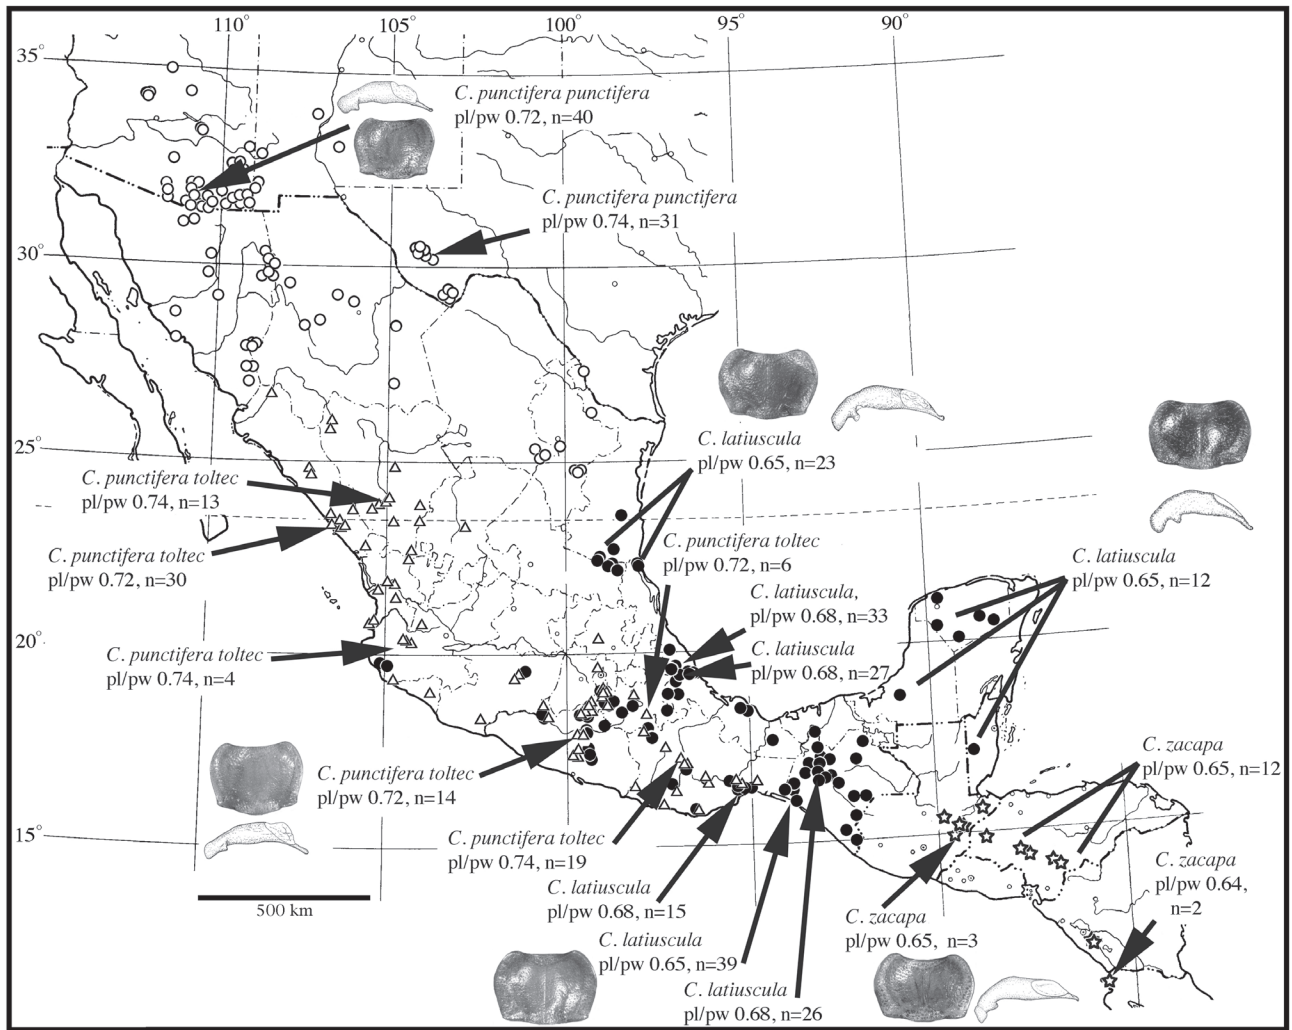 110° 105° 100° 95° 90°
35°
C. punctifera punctifera
pl/pw 0.72, n=40
C. punctifera punctifera
pl/pw 0.74, n=31
30°
C. latiuscula
pl/pw 0.65, n=23
25°
C. punctifera toltec
pl/pw 0.74, n=13
C. punctifera toltec
pl/pw 0.72, n=30
C. punctifera toltec
pl/pw 0.72, n=6
C. latiuscula
pl/pw 0.65, n=12
C. latiuscula,
pl/pw 0.68, n=33
20°
C. latiuscula
pl/pw 0.68, n=27
C. punctifera toltec
pl/pw 0.74, n=4
C. zacapa
pl/pw 0.65, n=12
C. punctifera toltec
pl/pw 0.72, n=14
15°
C. punctifera toltec
pl/pw 0.74, n=19
C. zacapa
pl/pw 0.64,
n=2
C. latiuscula
pl/pw 0.68, n=15
500 km
C. zacapa
pl/pw 0.65, n=3
C. latiuscula
pl/pw 0.65, n=39
C. latiuscula
pl/pw 0.68, n=26